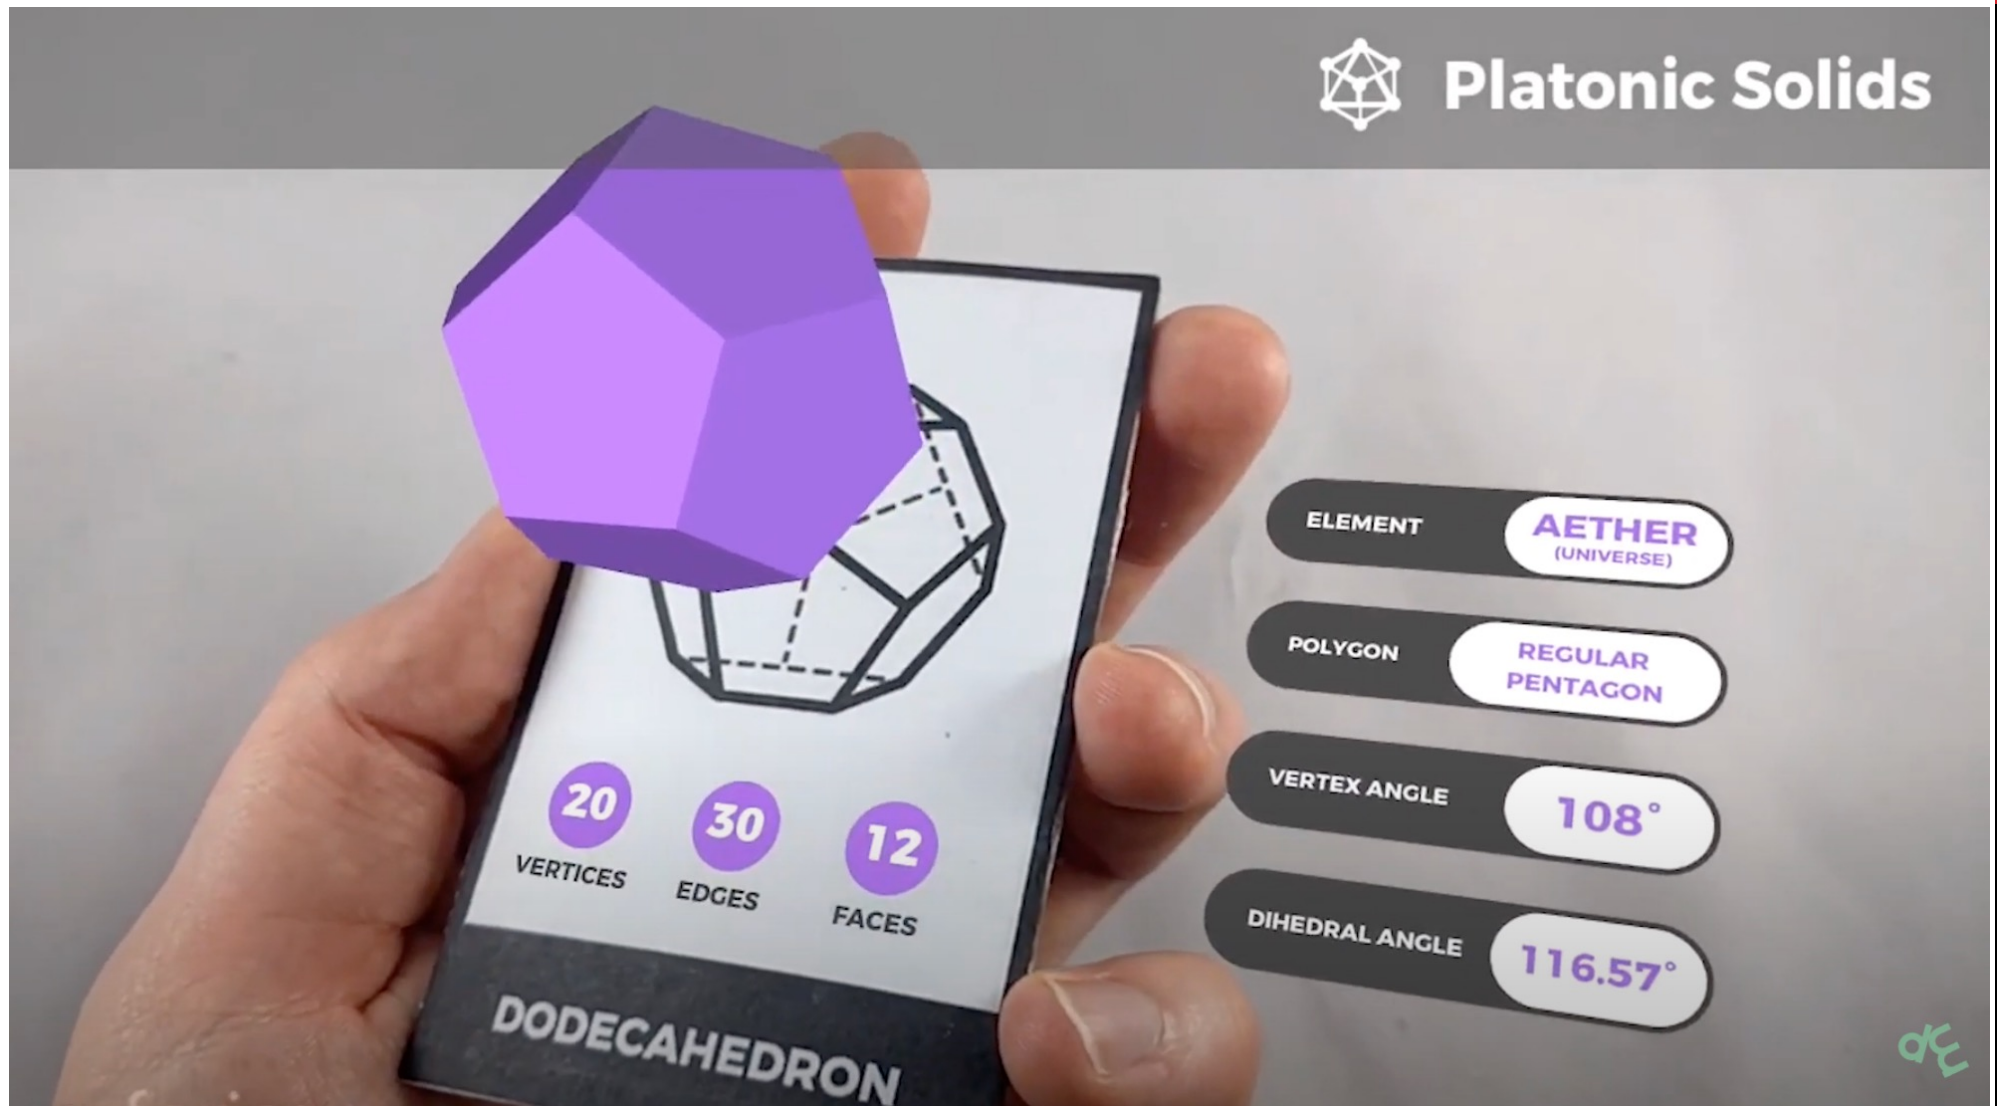 Platonic Solids
ELEMENT
AETHER
(UNIVERSE)
POLYGON
REGULAR
PENTAGON
VERTEX ANGLE
108°
DIHEDRAL ANGLE
116.57°
20
VERTICES
30
EDGES
12
FACES
DODECAHEDRON